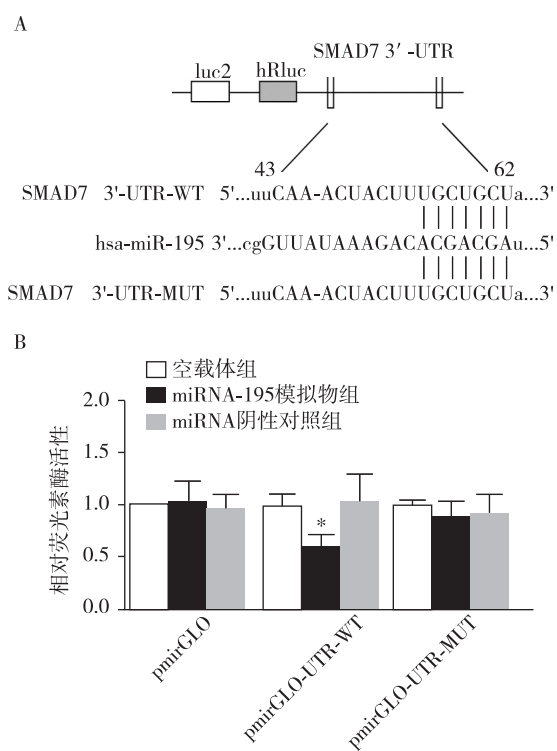 A
SMAD7 3′-UTR
luc2 hRluc
43 62
SMAD7 3'-UTR-WT 5'...uuCAA-ACUACUUUGCUGCUa...3'
hsa-miR-195 3'...cgGUUAUAAAGACACGACGAu...5'
SMAD7 3'-UTR-MUT 5'...uuCAA-ACUACUUUGCUGCUa...3'
B
空载体组
miRNA-195模拟物组
miRNA阴性对照组
相对荧光素酶活性
2.0
1.5
1.0
0.5
0.0
*
pmirGLO
pmirGLO-UTR-WT
pmirGLO-UTR-MUT